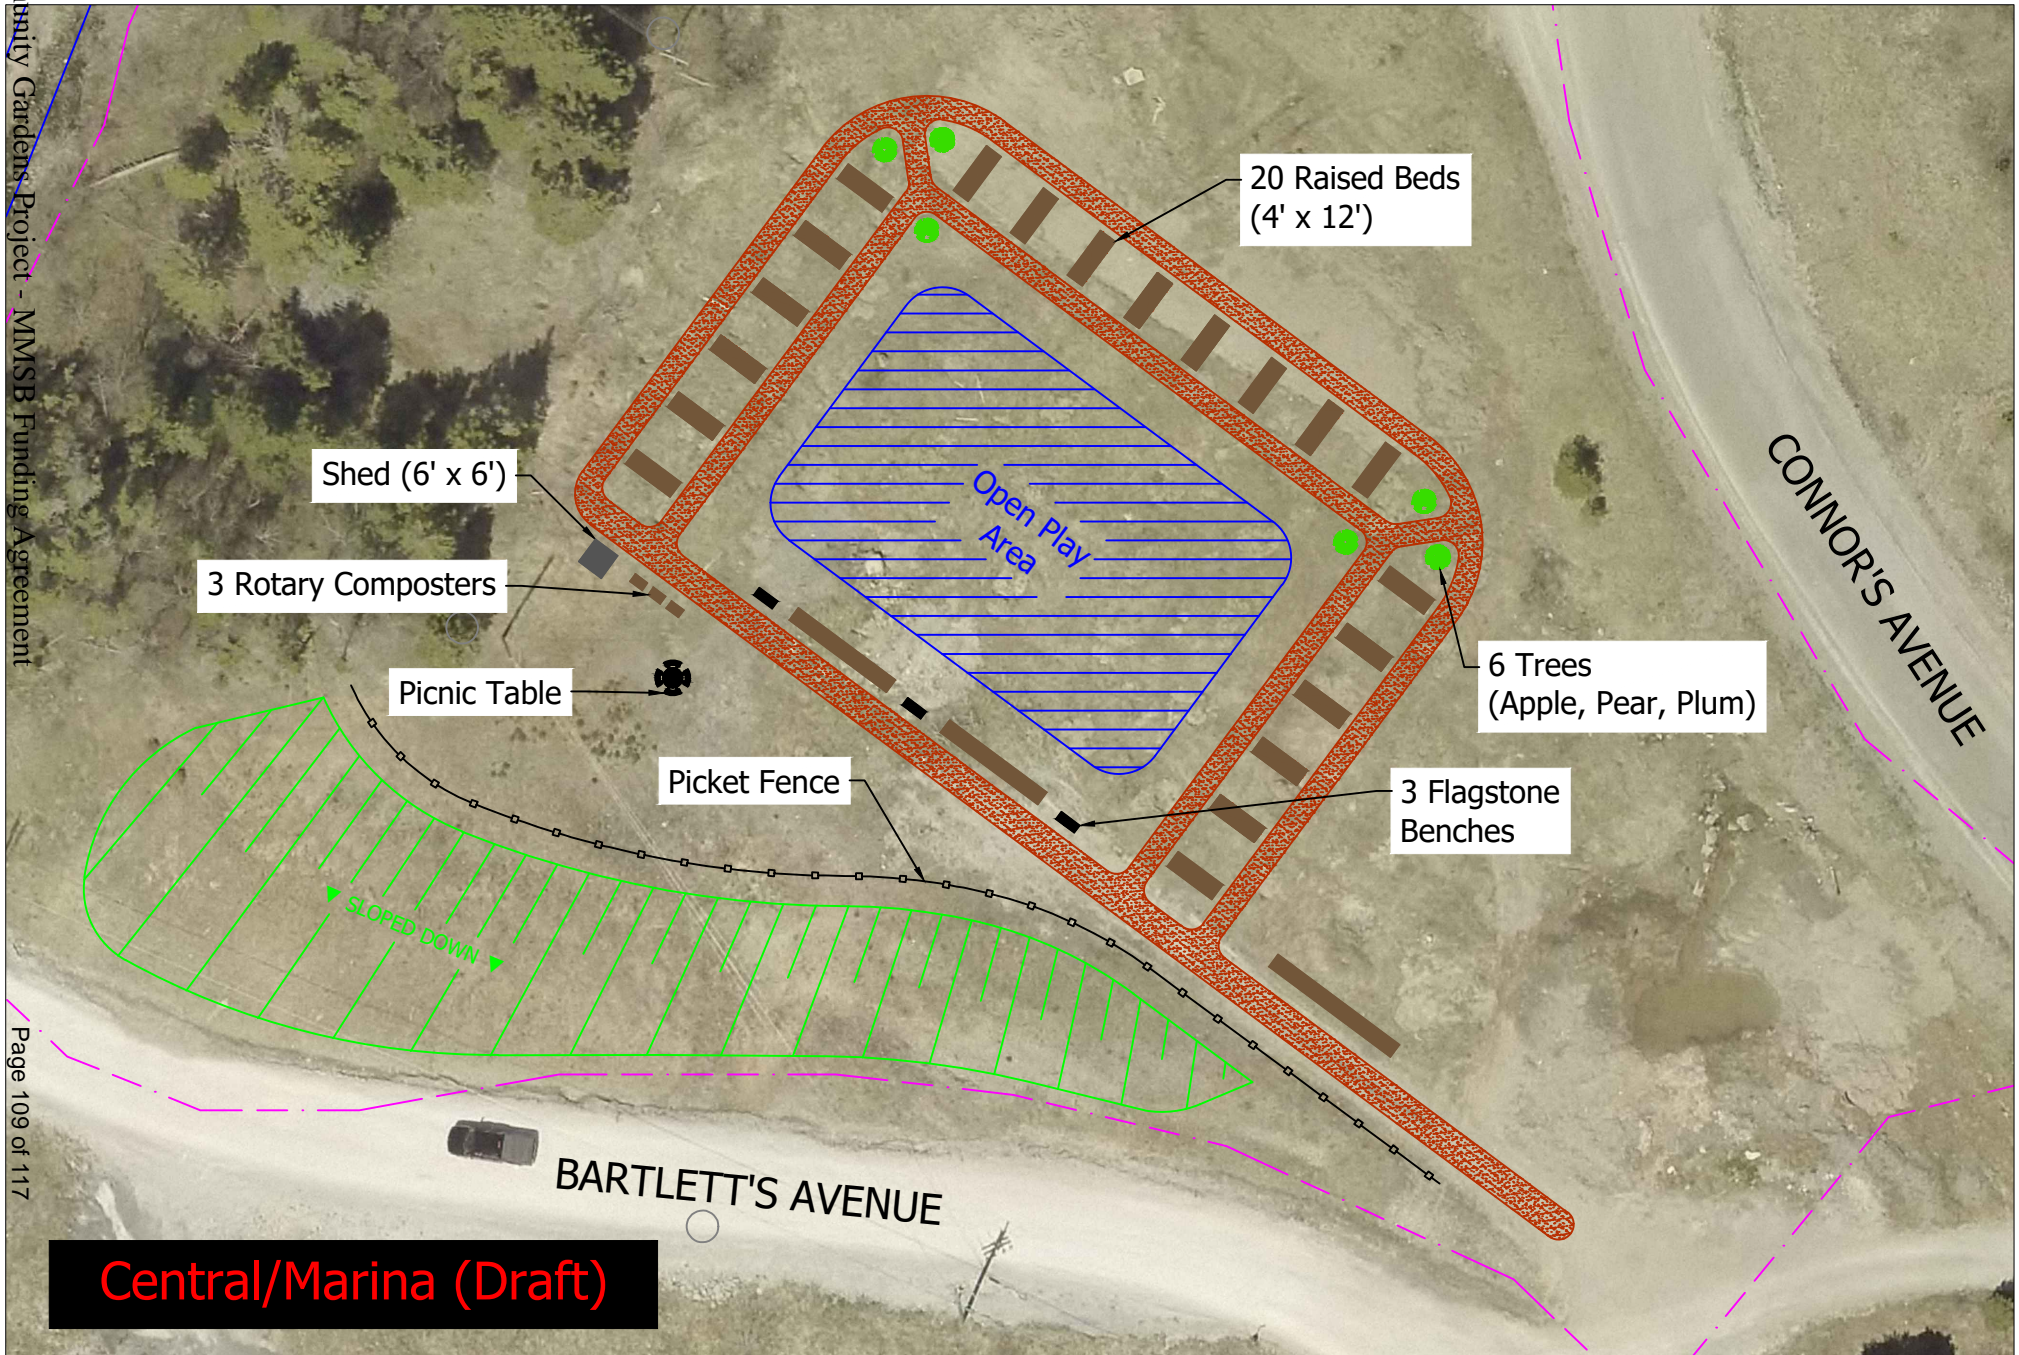 unity Gardens Project - MMSB Funding Agreement
20 Raised Beds
(4' x 12')
Shed (6' x 6')
3 Rotary Composters
Open Play
Area
CONNOR'S AVENUE
Picnic Table
6 Trees
(Apple, Pear, Plum)
Picket Fence
3 Flagstone
Benches
SLOPED DOWN
BARTLETT'S AVENUE
Central/Marina (Draft)
Page 109 of 117